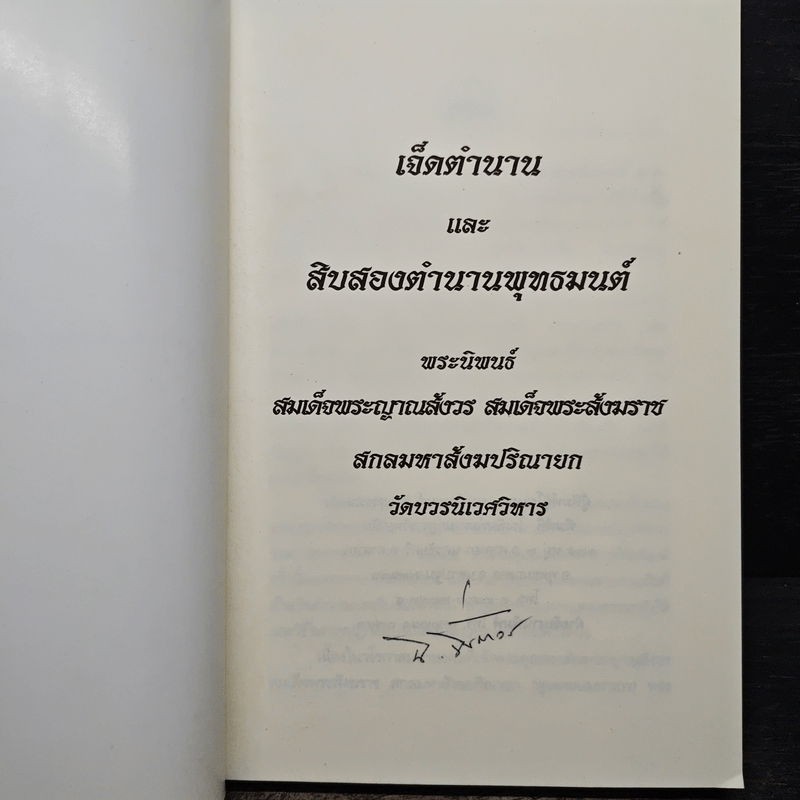 เจ็ดตำนาน
และ
สิบสองตำนานพุทธมนต์
พระนิพนธ์
สมเด็จพระญาณสังวร สมเด็จพระสังฆราช
สกลมหาสังฆปริณายก
วัดบวรนิเวศวิหาร